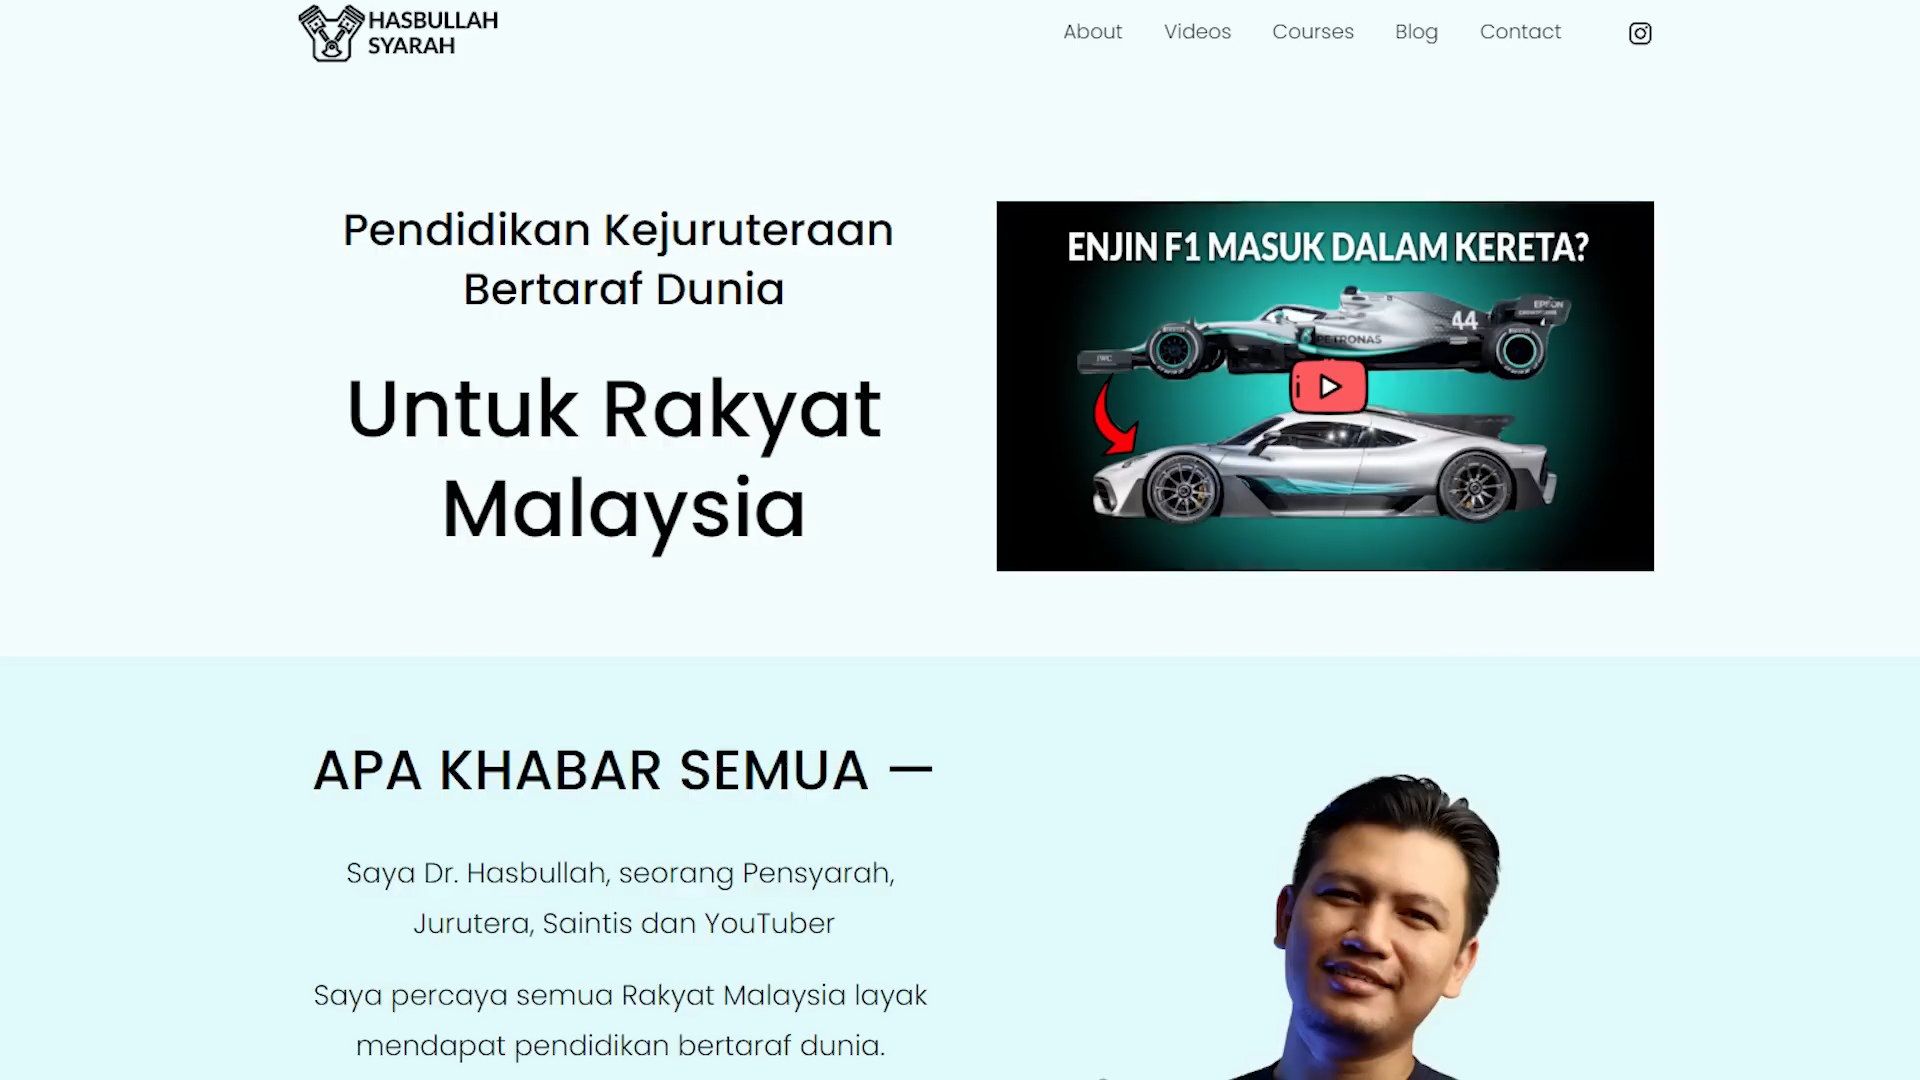 HASBULLAH
SYARAH
About
Videos
Courses
Blog
Contact
Pendidikan Kejuruteraan
Bertaraf Dunia
Untuk Rakyat
Malaysia
ENJIN F1 MASUK DALAM KERETA?
EPSON
44
PETRONAS
IWC
APA KHABAR SEMUA —
Saya Dr. Hasbullah, seorang Pensyarah,
Jurutera, Saintis dan YouTuber
Saya percaya semua Rakyat Malaysia layak
mendapat pendidikan bertaraf dunia.